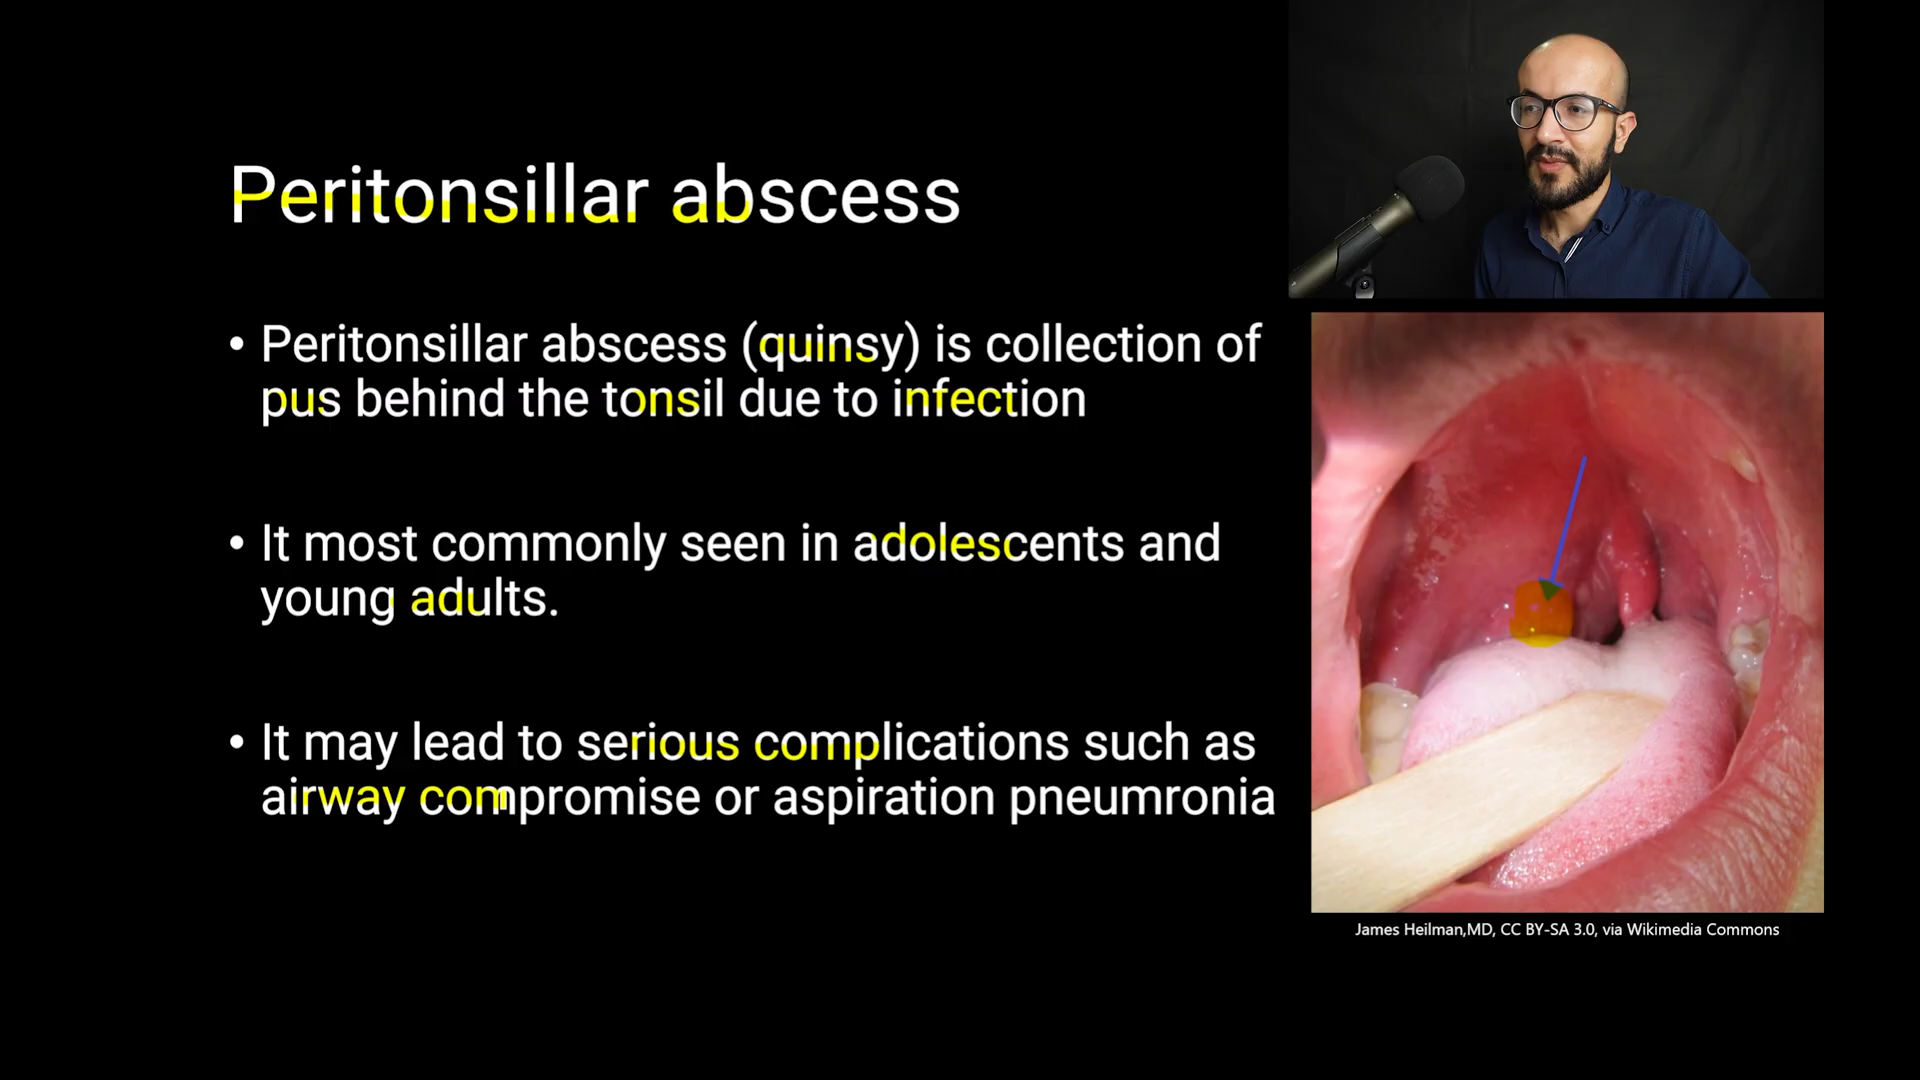 Peritonsillar abscess
• Peritonsillar abscess (quinsy) is collection of
pus behind the tonsil due to infection
• It most commonly seen in adolescents and
young adults.
• It may lead to serious complications such as
airway compromise or aspiration pneumronia
James Heilman,MD, CC BY-SA 3.0, via Wikimedia Commons